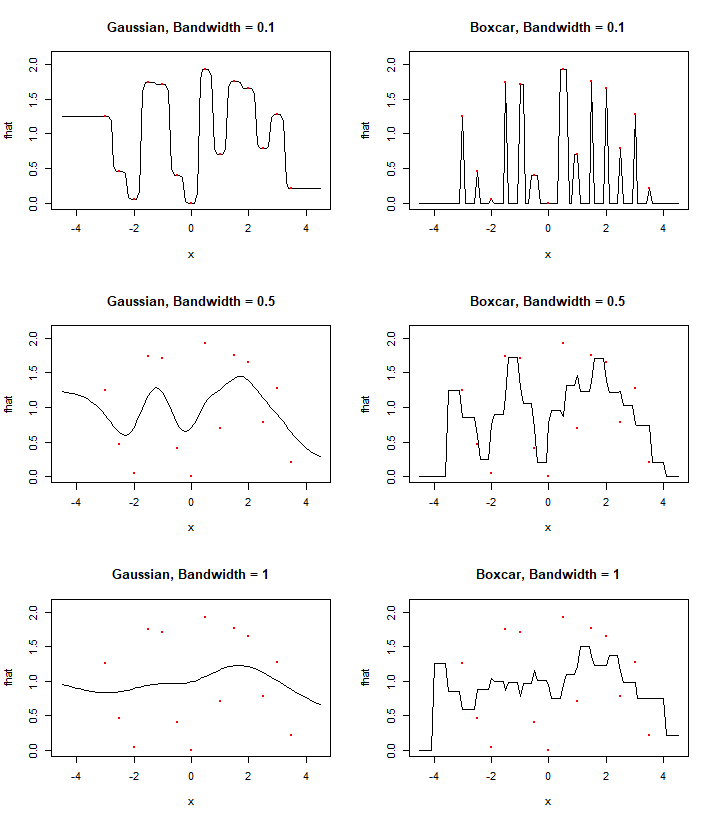 Gaussian, Bandwidth = 0.1
fhat
0.0 0.5 1.0 1.5 2.0
-4 -2 0 2 4
x
Boxcar, Bandwidth = 0.1
fhat
0.0 0.5 1.0 1.5 2.0
-4 -2 0 2 4
x
Gaussian, Bandwidth = 0.5
fhat
0.0 0.5 1.0 1.5 2.0
-4 -2 0 2 4
x
Boxcar, Bandwidth = 0.5
fhat
0.0 0.5 1.0 1.5 2.0
-4 -2 0 2 4
x
Gaussian, Bandwidth = 1
fhat
0.0 0.5 1.0 1.5 2.0
-4 -2 0 2 4
x
Boxcar, Bandwidth = 1
fhat
0.0 0.5 1.0 1.5 2.0
-4 -2 0 2 4
x